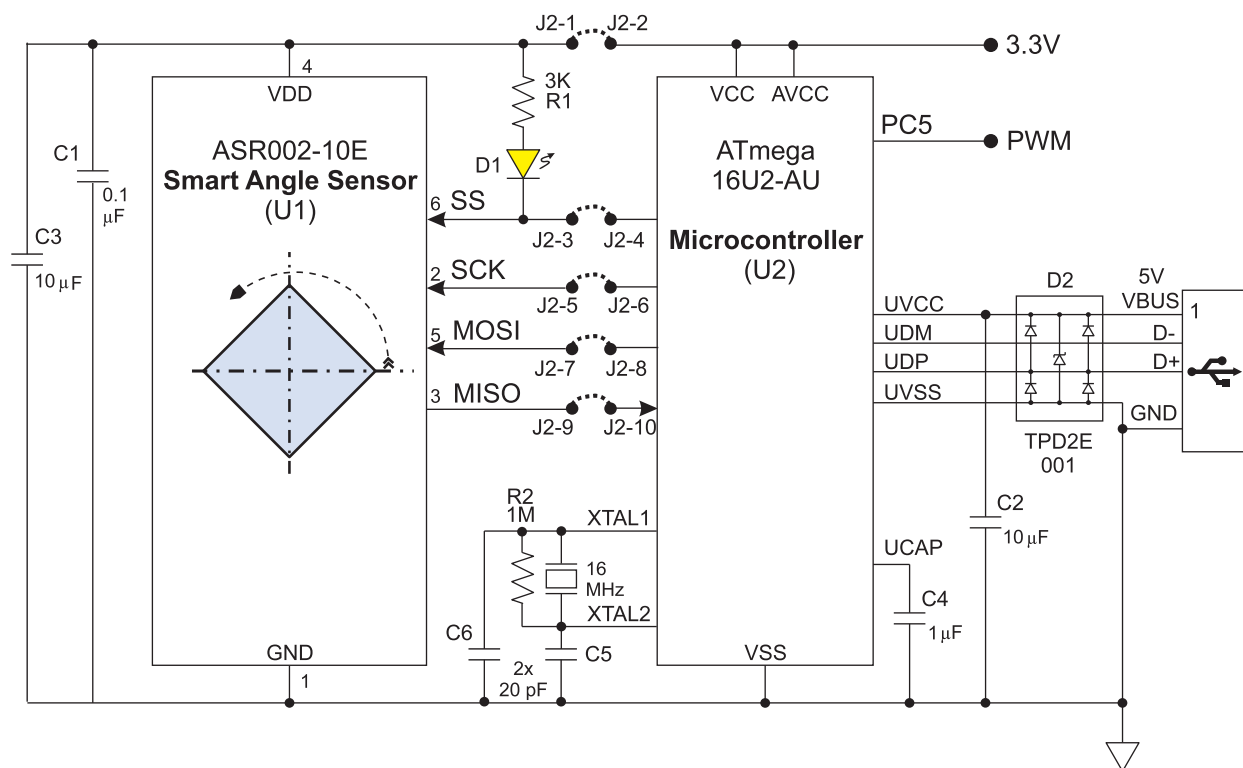 J2-1 J2-2
3.3V
4
VDD
3K
R1
VCC AVCC
PC5
PWM
C1
0.1
µF
ASR002-10E
Smart Angle Sensor
(U1)
D1
ATmega
16U2-AU
Microcontroller
(U2)
6 SS
J2-3 J2-4
C3
10 µF
2 SCK
J2-5 J2-6
5 MOSI
J2-7 J2-8
3 MISO
J2-9 J2-10
UVCC
UDM
UDP
UVSS
D2
TPD2E
001
5V
VBUS
1
D-
D+
GND
R2
1M
XTAL1
16
MHz
XTAL2
C2
10 µF
UCAP
C4
1µF
C6
2x
20 pF
C5
GND
1
VSS